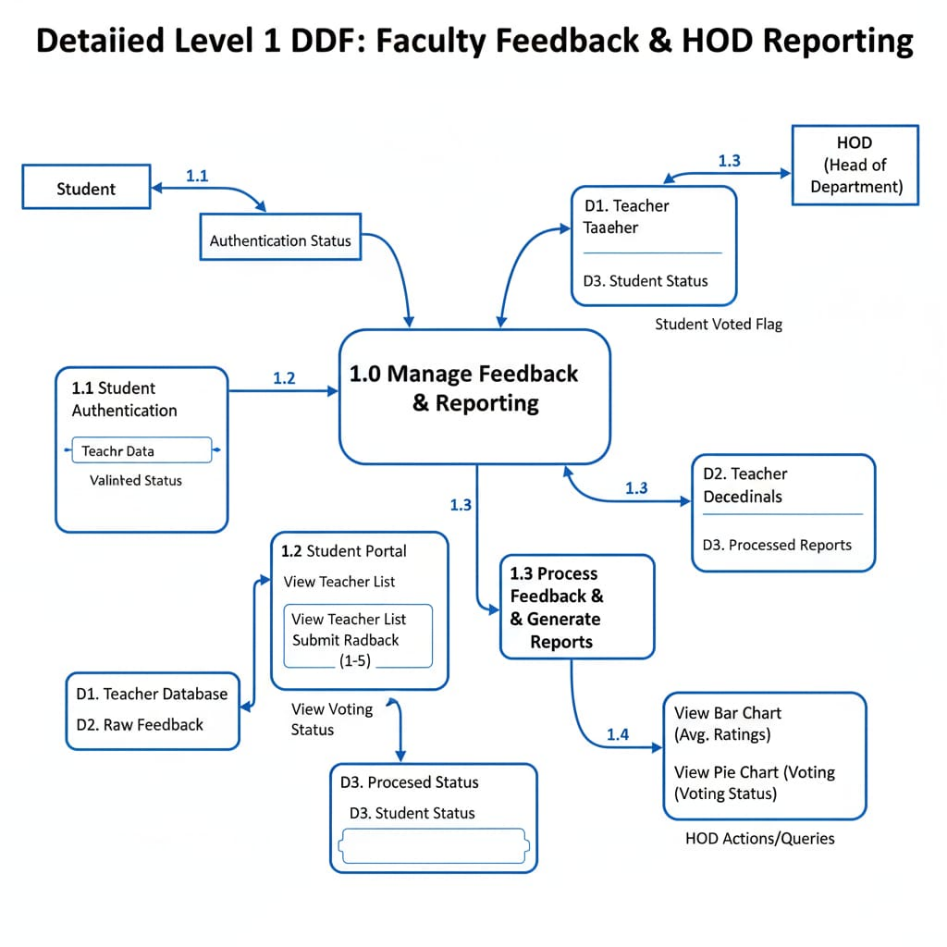 Detaiied Level 1 DDF: Faculty Feedback & HOD Reporting
Student
1.1
Authentication Status
1.3
HOD
(Head of
Department)
D1. Teacher
Taaeher
D3. Student Status
Student Voted Flag
1.0 Manage Feedback
& Reporting
1.1 Student
Authentication
Teachr Data
Valinted Status
1.2
1.3
1.3
D2. Teacher
Decedinals
D3. Processed Reports
1.2 Student Portal
View Teacher List
View Teacher List
Submit Radback
(1-5)
1.3 Process
Feedback &
& Generate
Reports
D1. Teacher Database
D2. Raw Feedback
View Voting
Status
1.4
View Bar Chart
(Avg. Ratings)
View Pie Chart (Voting
(Voting Status)
HOD Actions/Queries
D3. Procesed Status
D3. Student Status